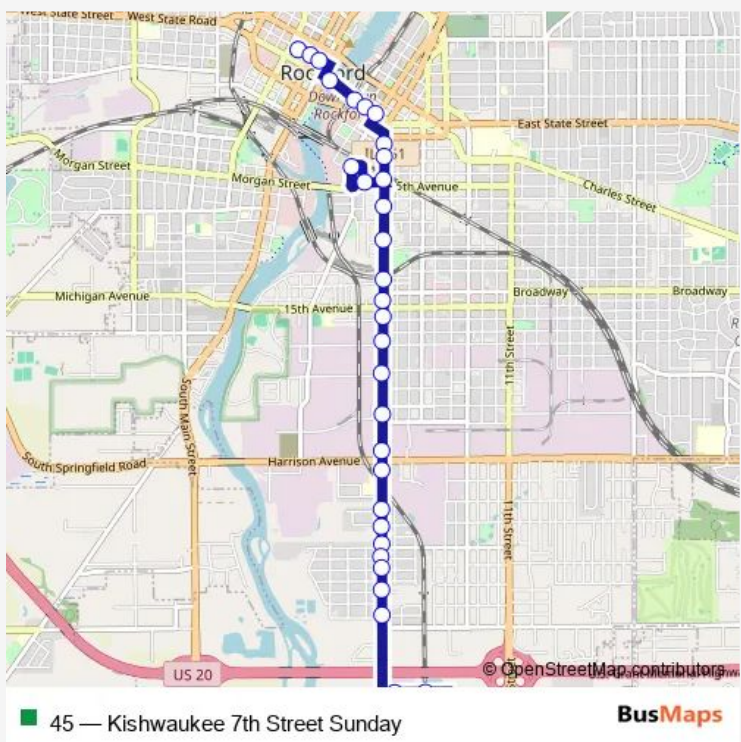 West State Street
West State Road
Rockford
East State Street
Morgan Street
Morgan Street
5th Avenue
Charles Street
Michigan Avenue
15th Avenue
Broadway
Broadway
11th Street
South Main Street
South Springfield Road
Harrison Avenue
11th Street
US 20
© OpenStreetMap contributors
45 — Kishwaukee 7th Street Sunday
BusMaps